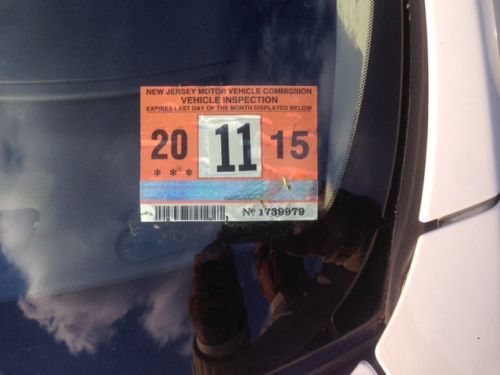 NEW JERSEY MOTOR VEHICLE COMMISSION
VEHICLE INSPECTION
EXPIRES LAST DAY OF THE MONTH DISPLAYED BELOW
20 11 15
* * *
Nº 1739979